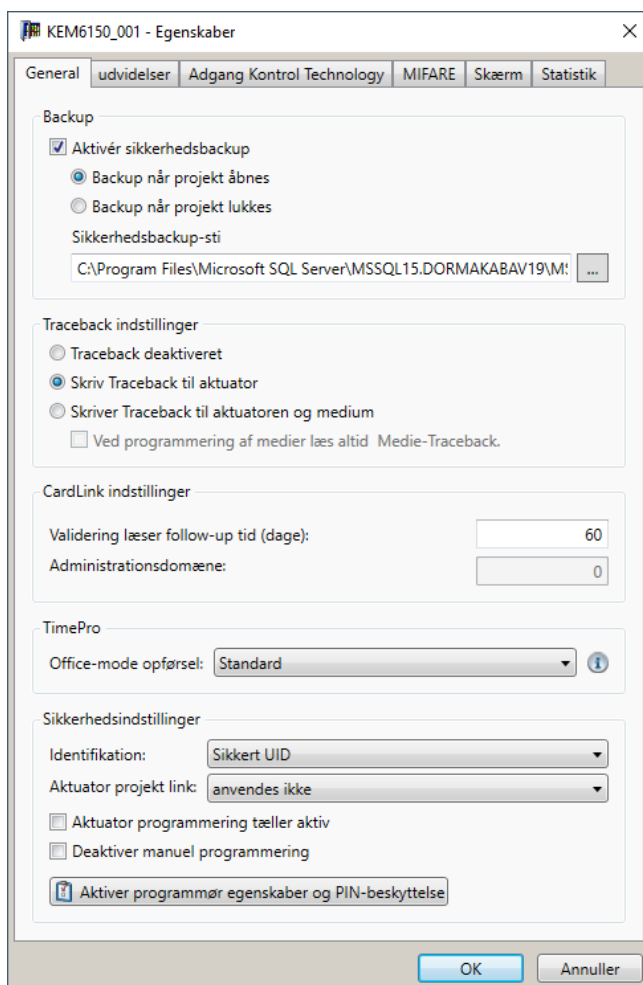 KEM6150_001 - Egenskaber
General udvidelser Adgang Kontrol Technology MIFARE Skærm Statistik
Backup
Aktivér sikkerhedsbackup
Backup når projekt åbnes
Backup når projekt lukkes
Sikkerhedsbackup-sti
C:\Program Files\Microsoft SQL Server\MSSQL15.DORMAKABAV19\MS ...
Traceback indstillinger
Traceback deaktiveret
Skriv Traceback til aktuator
Skriver Traceback til aktuatoren og medium
Ved programmering af medier læs altid Medie-Traceback.
CardLink indstillinger
Validering læser follow-up tid (dage): 60
Administrationsdomæne: 0
TimePro
Office-mode opførsel: Standard
Sikkerhedsindstillinger
Identifikation: Sikkert UID
Aktuator projekt link: anvendes ikke
Aktuator programmering tæller aktiv
Deaktiver manuel programmering
Aktiver programmør egenskaber og PIN-beskyttelse
OK Annuller